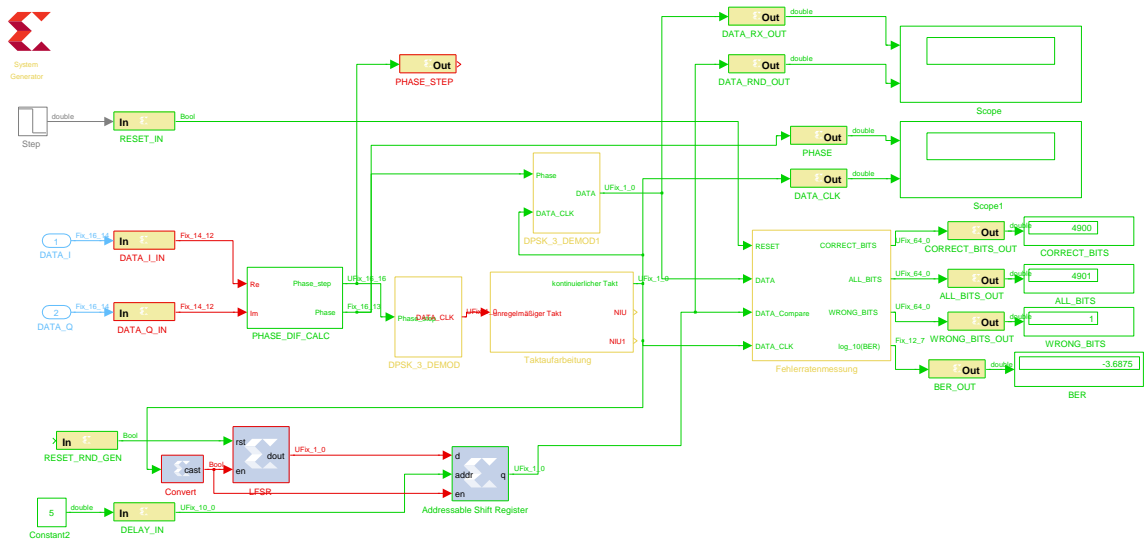 System
Generator
double
Step
In
Bool
RESET_IN
Out
PHASE_STEP
Out
double
DATA_RX_OUT
Out
double
DATA_RND_OUT
Scope
Out
double
PHASE
Out
double
DATA_CLK
Scope1
Phase
DATA
UFix_1_0
DATA_CLK
DPSK_3_DEMOD1
1
DATA_I
In
Fix_14_12
DATA_I_IN
2
DATA_Q
In
Fix_14_12
DATA_Q_IN
Re
Im
Phase_step
Phase
PHASE_DIF_CALC
UFix_16_16
Fix_16_13
DATA_CLK
DPSK_3_DEMOD
unregelmäßiger Takt
kontinuierlicher Takt
NIU
NIU1
Taktaufarbeitung
UFix_1_0
RESET
DATA
DATA_Compare
DATA_CLK
CORRECT_BITS
ALL_BITS
WRONG_BITS
log_10(BER)
Fehlerratenmessung
UFix_64_0
Out
double
CORRECT_BITS_OUT
4900
CORRECT_BITS
UFix_64_0
Out
double
ALL_BITS_OUT
4901
ALL_BITS
UFix_64_0
Out
double
WRONG_BITS_OUT
1
WRONG_BITS
Fix_12_7
Out
double
BER_OUT
-3.6875
BER
In
Bool
RESET_RND_GEN
cast
Bool
Convert
rst
en
dout
UFix_1_0
LFSR
d
addr
en
q
UFix_1_0
Addressable Shift Register
5
double
Constant2
In
UFix_10_0
DELAY_IN